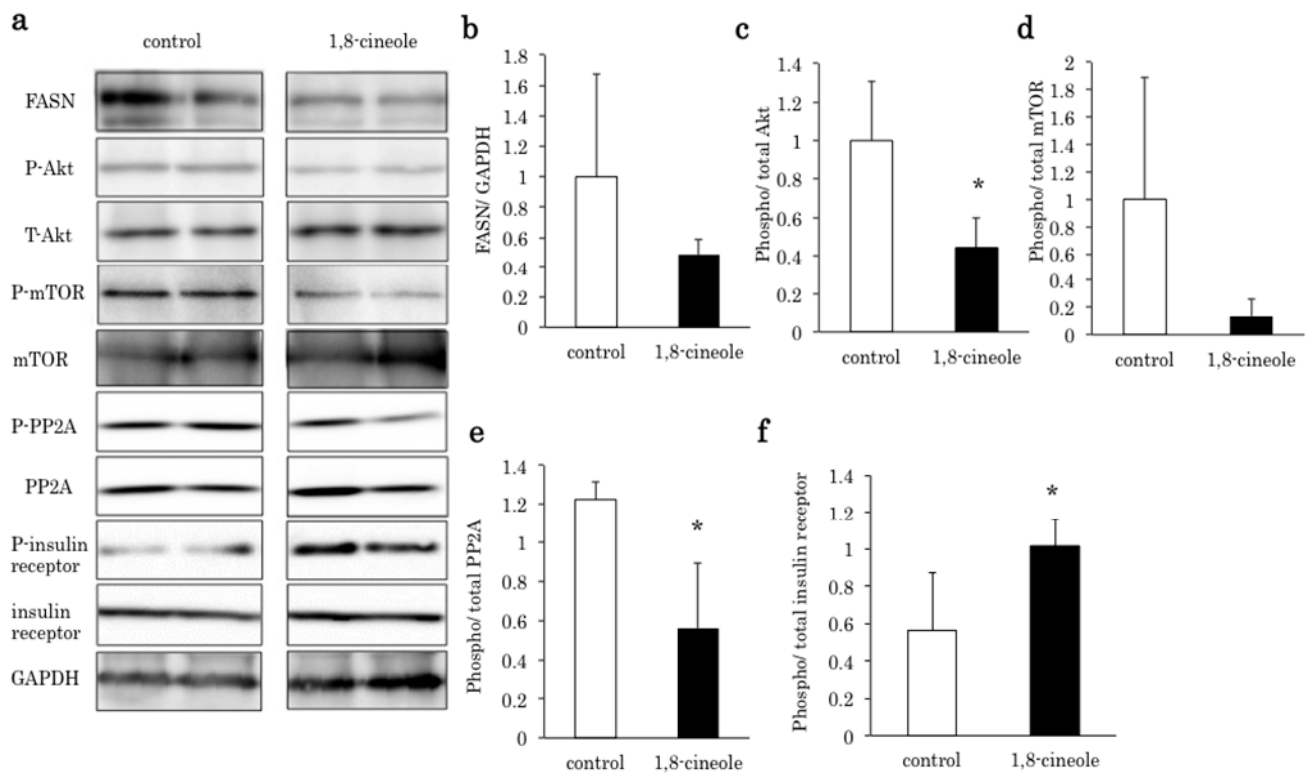 a
control
1,8-cineole
FASN
P-Akt
T-Akt
P-mTOR
mTOR
P-PP2A
PP2A
P-insulin
receptor
insulin
receptor
GAPDH
b
FASN/ GAPDH
1.8
1.6
1.4
1.2
1
0.8
0.6
0.4
0.2
0
control
1,8-cineole
c
Phospho/ total Akt
1.4
1.2
1
0.8
0.6
0.4
0.2
0
*
control
1,8-cineole
d
Phospho/ total mTOR
2
1.8
1.6
1.4
1.2
1
0.8
0.6
0.4
0.2
0
control
1,8-cineole
e
Phospho/ total PP2A
1.4
1.2
1
0.8
0.6
0.4
0.2
0
*
control
1,8-cineole
f
Phospho/ total insulin receptor
1.4
1.2
1
0.8
0.6
0.4
0.2
0
*
control
1,8-cineole